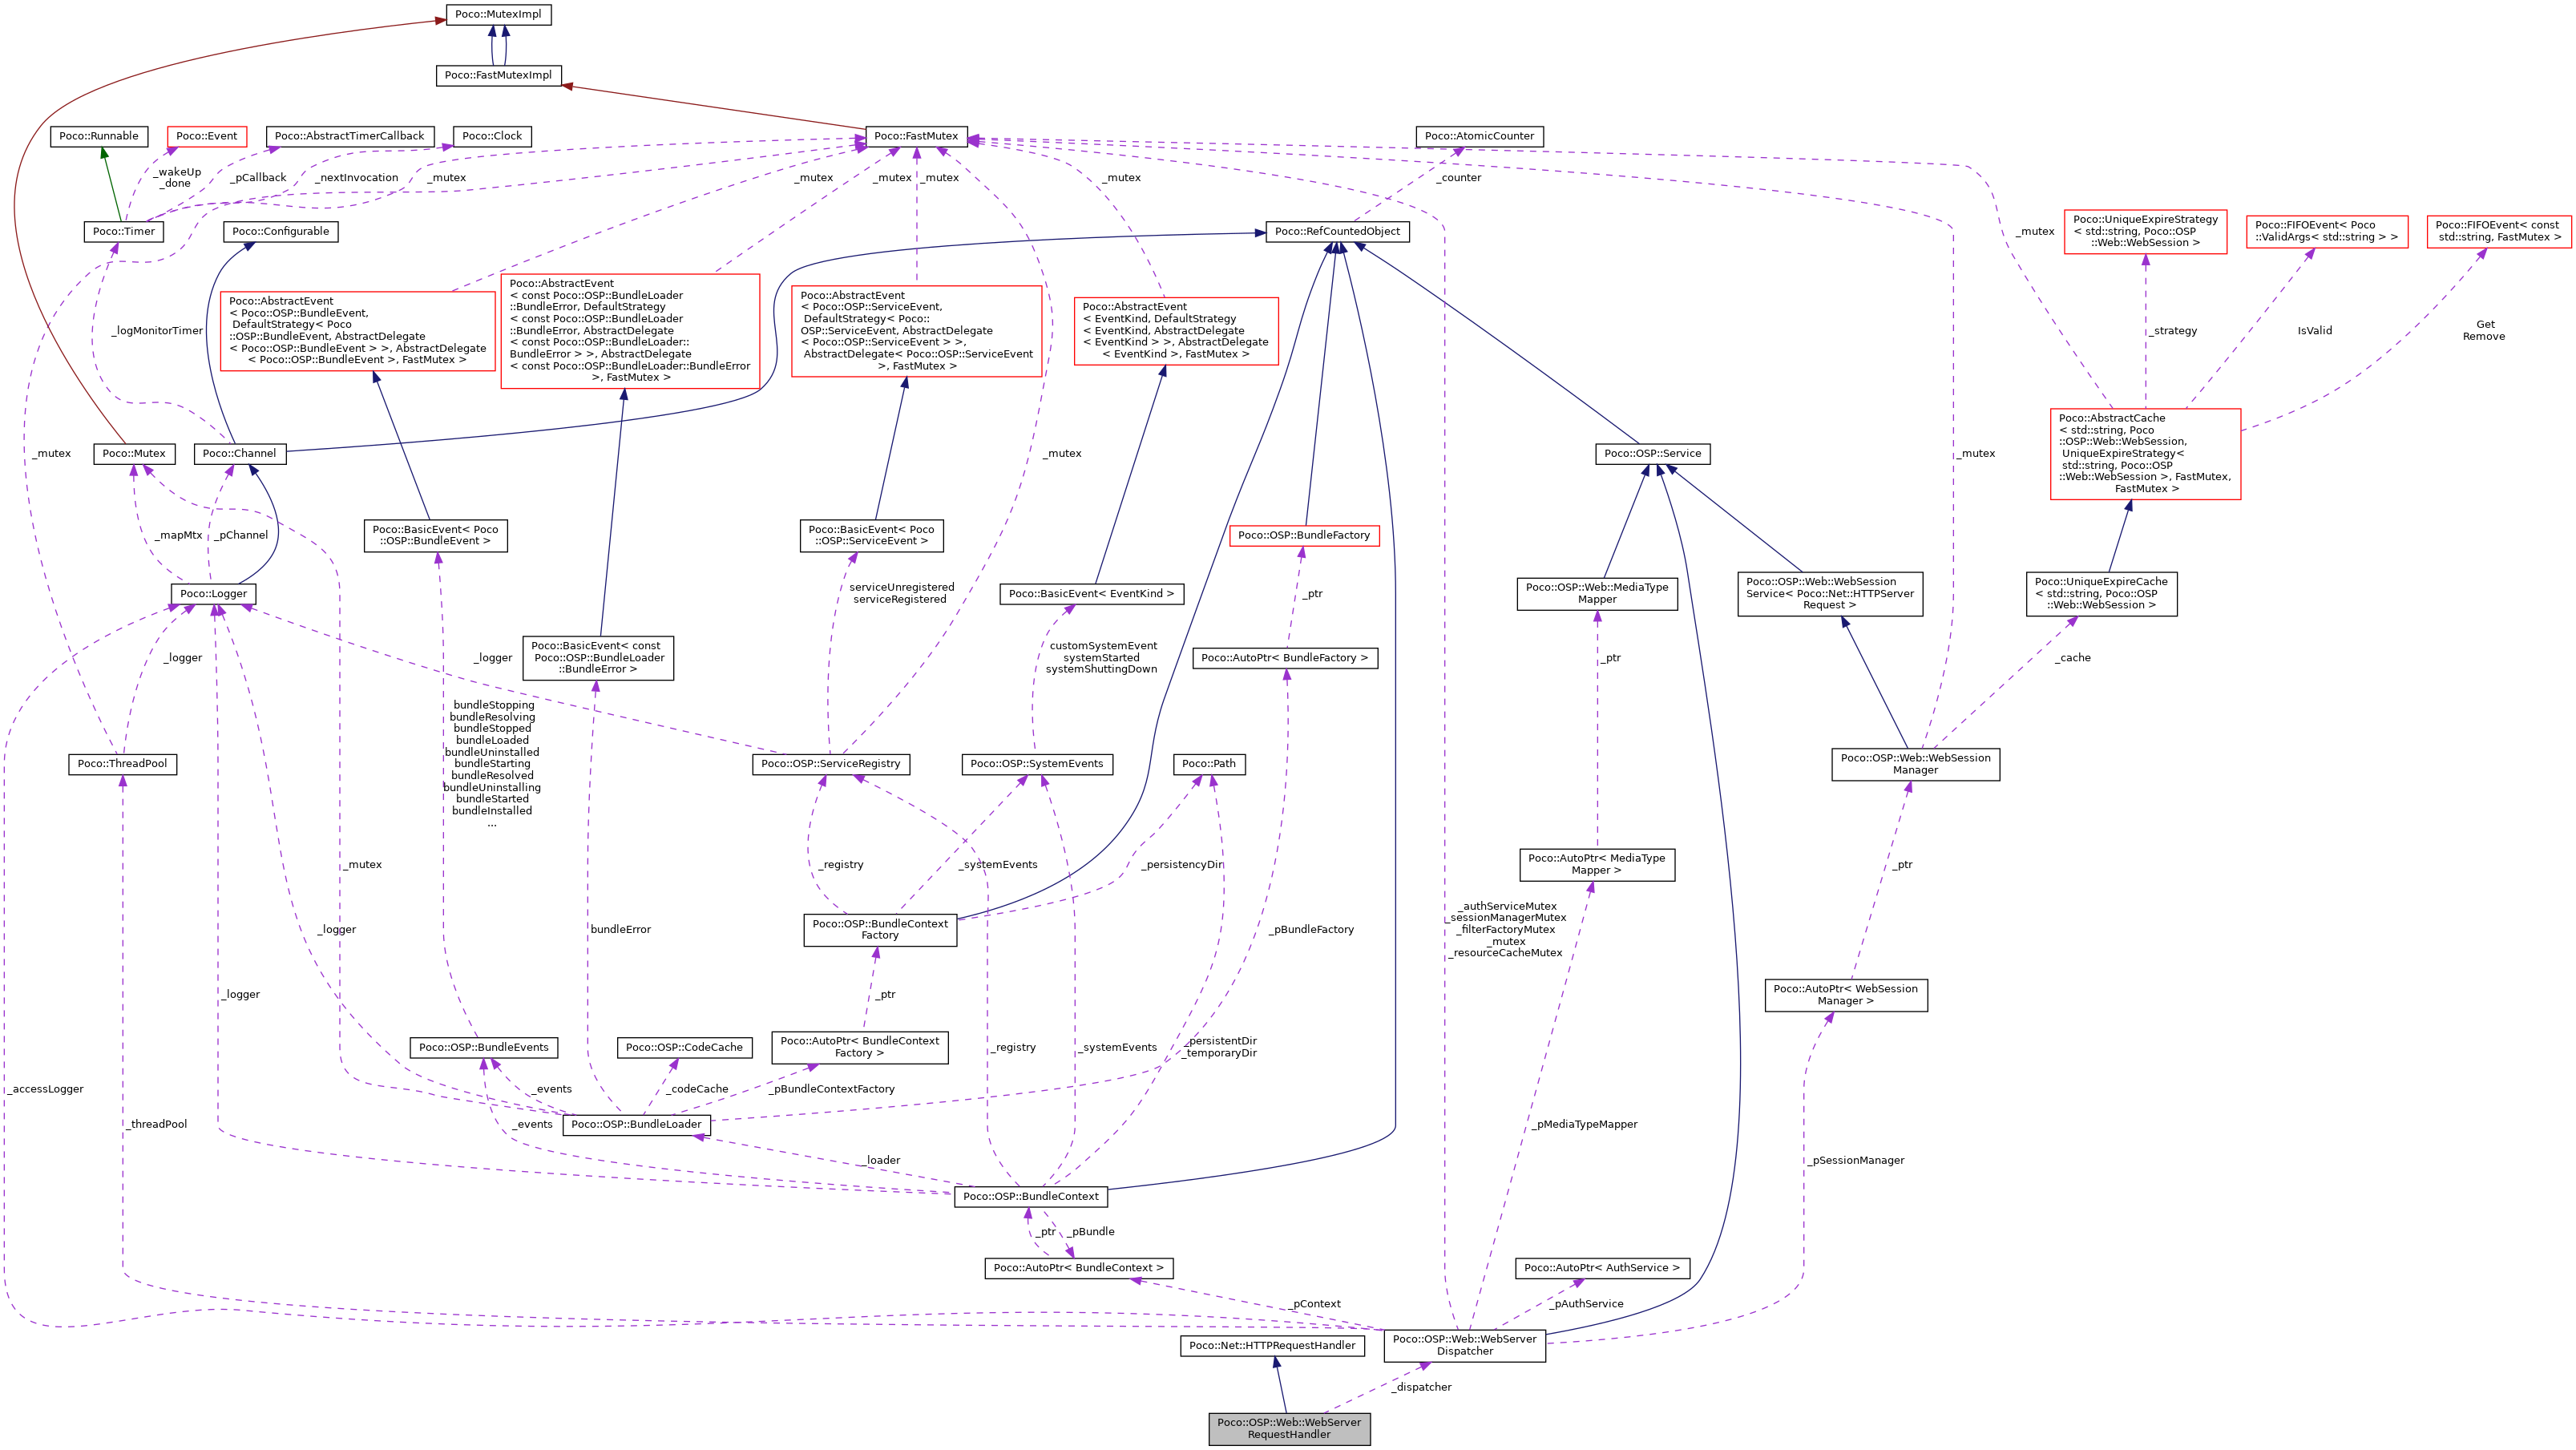 Poco::MutexImpl
Poco::FastMutexImpl
Poco::Runnable
Poco::Event
Poco::AbstractTimerCallback
Poco::Clock
Poco::FastMutex
Poco::AtomicCounter
_wakeUp
_done
_pCallback
_nextInvocation
_mutex
_mutex
_mutex
_mutex
_mutex
_counter
Poco::Timer
Poco::Configurable
Poco::RefCountedObject
_mutex
Poco::UniqueExpireStrategy
< std::string, Poco::OSP
::Web::WebSession >
Poco::FIFOEvent< Poco
::ValidArgs< std::string > >
Poco::FIFOEvent< const
std::string, FastMutex >
_logMonitorTimer
Poco::AbstractEvent
< Poco::OSP::BundleEvent,
DefaultStrategy< Poco
::OSP::BundleEvent, AbstractDelegate
< Poco::OSP::BundleEvent > >, AbstractDelegate
< Poco::OSP::BundleEvent >, FastMutex >
Poco::AbstractEvent
< const Poco::OSP::BundleLoader
::BundleError, DefaultStrategy
< const Poco::OSP::BundleLoader
::BundleError, AbstractDelegate
< const Poco::OSP::BundleLoader::
BundleError > >, AbstractDelegate
< const Poco::OSP::BundleLoader::BundleError
>, FastMutex >
Poco::AbstractEvent
< Poco::OSP::ServiceEvent,
DefaultStrategy< Poco::
OSP::ServiceEvent, AbstractDelegate
< Poco::OSP::ServiceEvent > >,
AbstractDelegate< Poco::OSP::ServiceEvent
>, FastMutex >
Poco::AbstractEvent
< EventKind, DefaultStrategy
< EventKind, AbstractDelegate
< EventKind > >, AbstractDelegate
< EventKind >, FastMutex >
_strategy
IsValid
Get
Remove
_mutex
Poco::Mutex
Poco::Channel
_mutex
Poco::OSP::Service
_mutex
Poco::AbstractCache
< std::string, Poco
::OSP::Web::WebSession,
UniqueExpireStrategy<
std::string, Poco::OSP
::Web::WebSession >, FastMutex,
FastMutex >
_mapMtx
_pChannel
Poco::BasicEvent< Poco
::OSP::BundleEvent >
Poco::BasicEvent< Poco
::OSP::ServiceEvent >
Poco::OSP::BundleFactory
Poco::Logger
serviceUnregistered
serviceRegistered
Poco::BasicEvent< EventKind >
_ptr
Poco::OSP::Web::MediaType
Mapper
Poco::OSP::Web::WebSession
Service< Poco::Net::HTTPServer
Request >
Poco::UniqueExpireCache
< std::string, Poco::OSP
::Web::WebSession >
_logger
_logger
Poco::BasicEvent< const
Poco::OSP::BundleLoader
::BundleError >
customSystemEvent
systemStarted
systemShuttingDown
Poco::AutoPtr< BundleFactory >
_ptr
_cache
Poco::ThreadPool
bundleStopping
bundleResolving
bundleStopped
bundleLoaded
bundleUninstalled
bundleStarting
bundleResolved
bundleUninstalling
bundleStarted
bundleInstalled
...
Poco::OSP::ServiceRegistry
Poco::OSP::SystemEvents
Poco::Path
Poco::OSP::Web::WebSession
Manager
_mutex
_registry
_systemEvents
_persistencyDir
Poco::AutoPtr< MediaType
Mapper >
_ptr
_logger
bundleError
Poco::OSP::BundleContext
Factory
_pBundleFactory
_authServiceMutex
_sessionManagerMutex
_filterFactoryMutex
_mutex
_resourceCacheMutex
_logger
_ptr
Poco::AutoPtr< WebSession
Manager >
Poco::OSP::BundleEvents
Poco::OSP::CodeCache
Poco::AutoPtr< BundleContext
Factory >
_registry
_systemEvents
_persistentDir
_temporaryDir
_accessLogger
_events
_codeCache
_pBundleContextFactory
_threadPool
_events
Poco::OSP::BundleLoader
_pMediaTypeMapper
_loader
_pSessionManager
Poco::OSP::BundleContext
_ptr
_pBundle
Poco::AutoPtr< BundleContext >
Poco::AutoPtr< AuthService >
_pContext
_pAuthService
Poco::Net::HTTPRequestHandler
Poco::OSP::Web::WebServer
Dispatcher
_dispatcher
Poco::OSP::Web::WebServer
RequestHandler